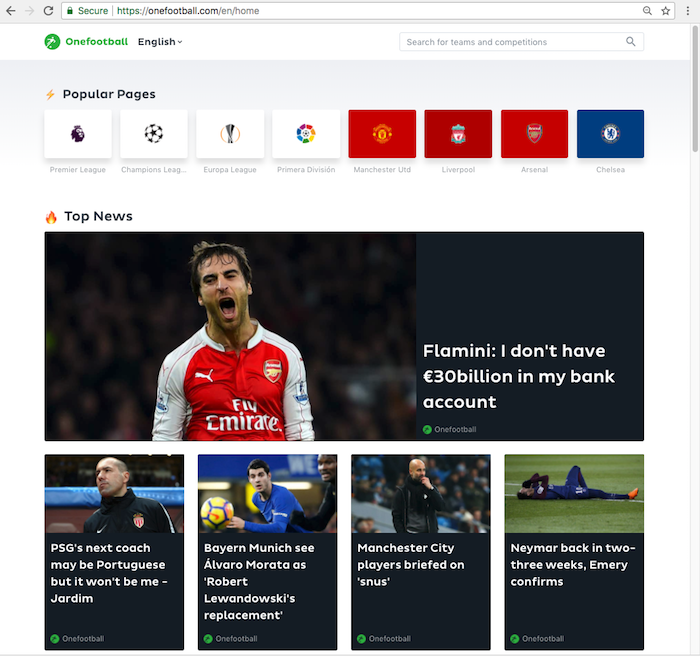 Secure | https://onefootball.com/en/home
Onefootball English
Search for teams and competitions
Popular Pages
Premier League Champions Leag... Europa League Primera División Manchester Utd Liverpool Arsenal Chelsea
Top News
Fly
Emirates
Flamini: I don't have
€30billion in my bank
account
Onefootball
PSG's next coach
may be Portuguese
but it won't be me –
Jardim
Onefootball
Bayern Munich see
Álvaro Morata as
'Robert
Lewandowski's
replacement'
Onefootball
Manchester City
players briefed on
'snus'
Onefootball
Neymar back in two-
three weeks, Emery
confirms
Onefootball